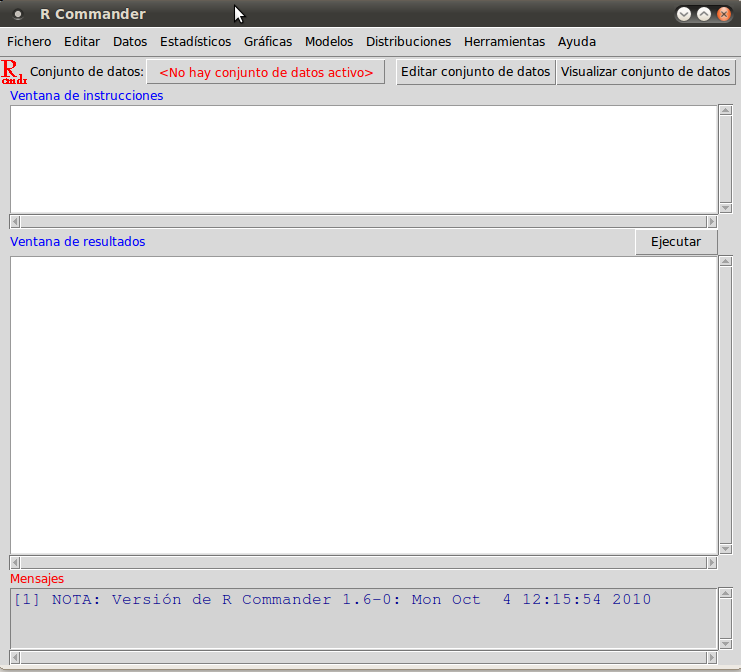 R Commander
Fichero Editar Datos Estadísticos Gráficas Modelos Distribuciones Herramientas Ayuda
R cmdr Conjunto de datos: <No hay conjunto de datos activo> Editar conjunto de datos Visualizar conjunto de datos
Ventana de instrucciones
Ventana de resultados Ejecutar
Mensajes
[1] NOTA: Versión de R Commander 1.6-0: Mon Oct  4 12:15:54 2010